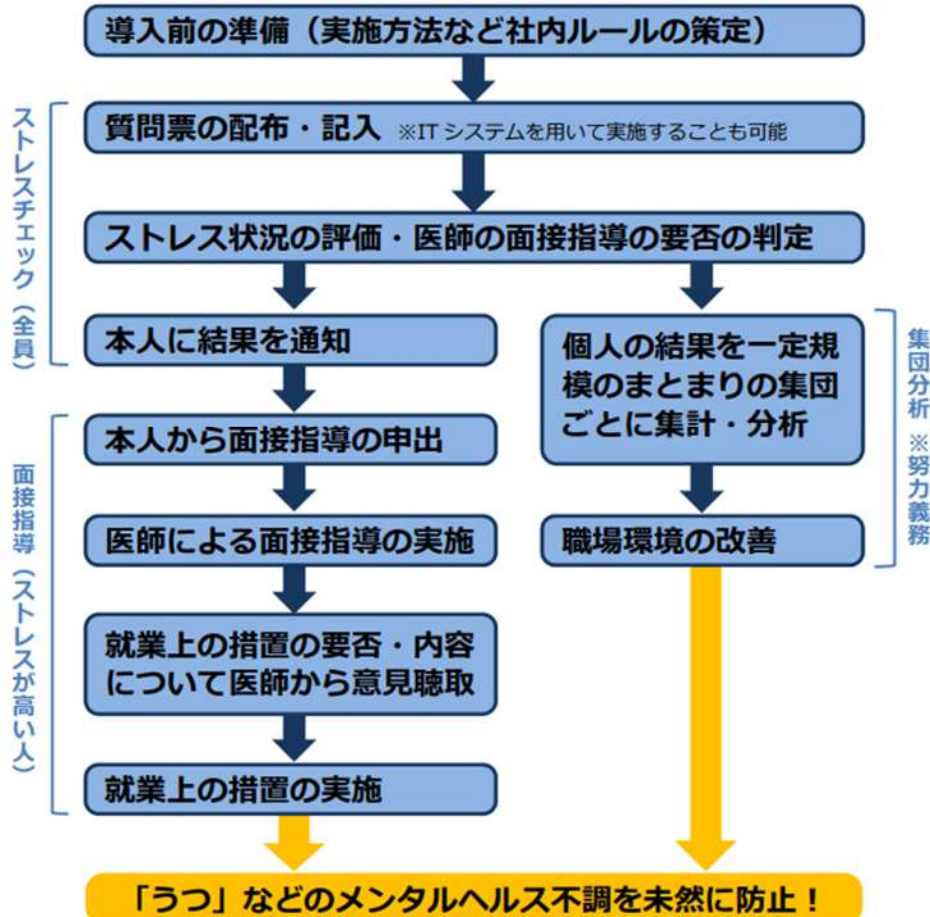 導入前の準備（実施方法など社内ルールの策定）
ストレスチェック（全員）
質問票の配布・記入 ※ITシステムを用いて実施することも可能
ストレス状況の評価・医師の面接指導の要否の判定
本人に結果を通知
面接指導（ストレスが高い人）
本人から面接指導の申出
医師による面接指導の実施
就業上の措置の要否・内容
について医師から意見聴取
就業上の措置の実施
個人の結果を一定規
模のまとまりの集団
ごとに集計・分析
職場環境の改善
集団分析 ※努力義務
「うつ」などのメンタルヘルス不調を未然に防止！